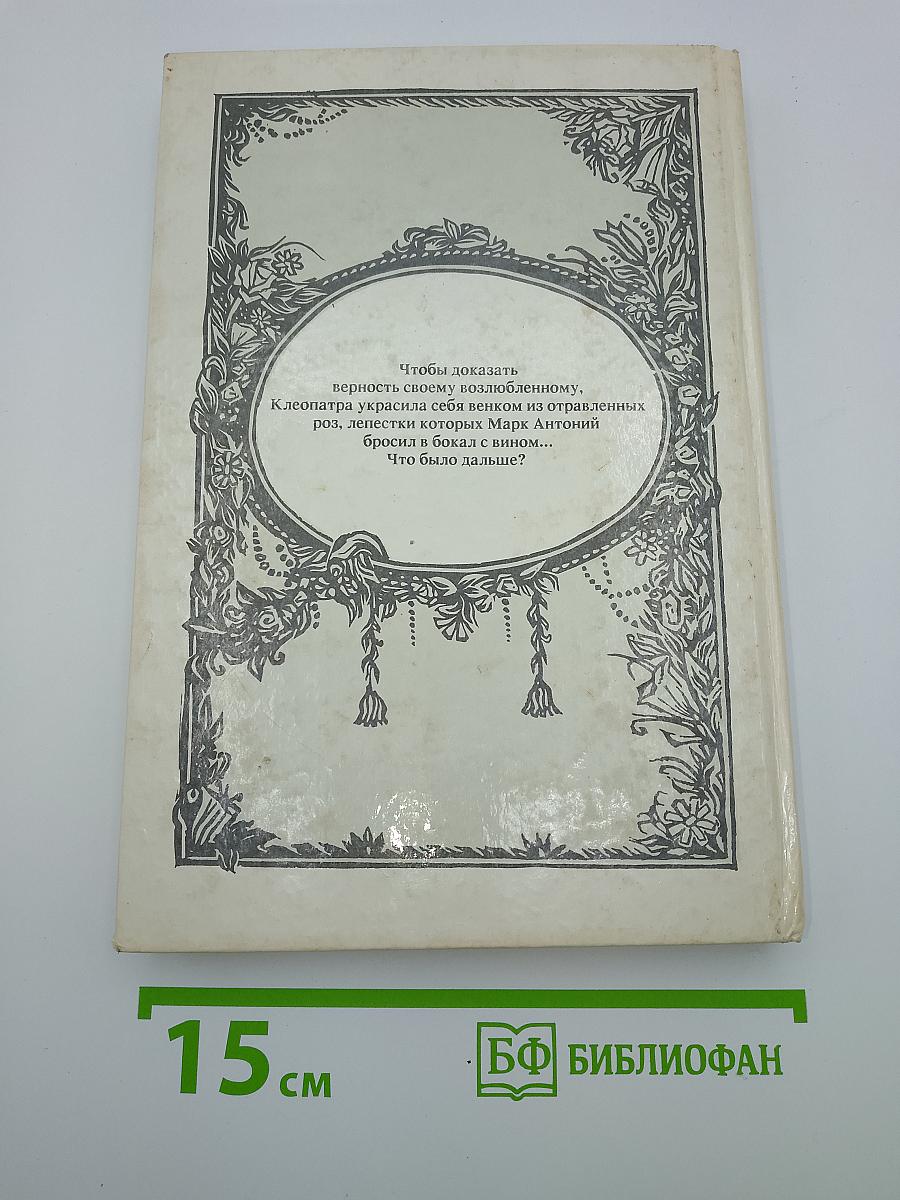 Чтобы доказать
верность своему возлюбленному,
Клеопатра украсила себя венком из отравленных
роз, лепестки которых Марк Антоний
бросил в бокал с вином...
Что было дальше?
15 см
БФ БИБЛИОФАН